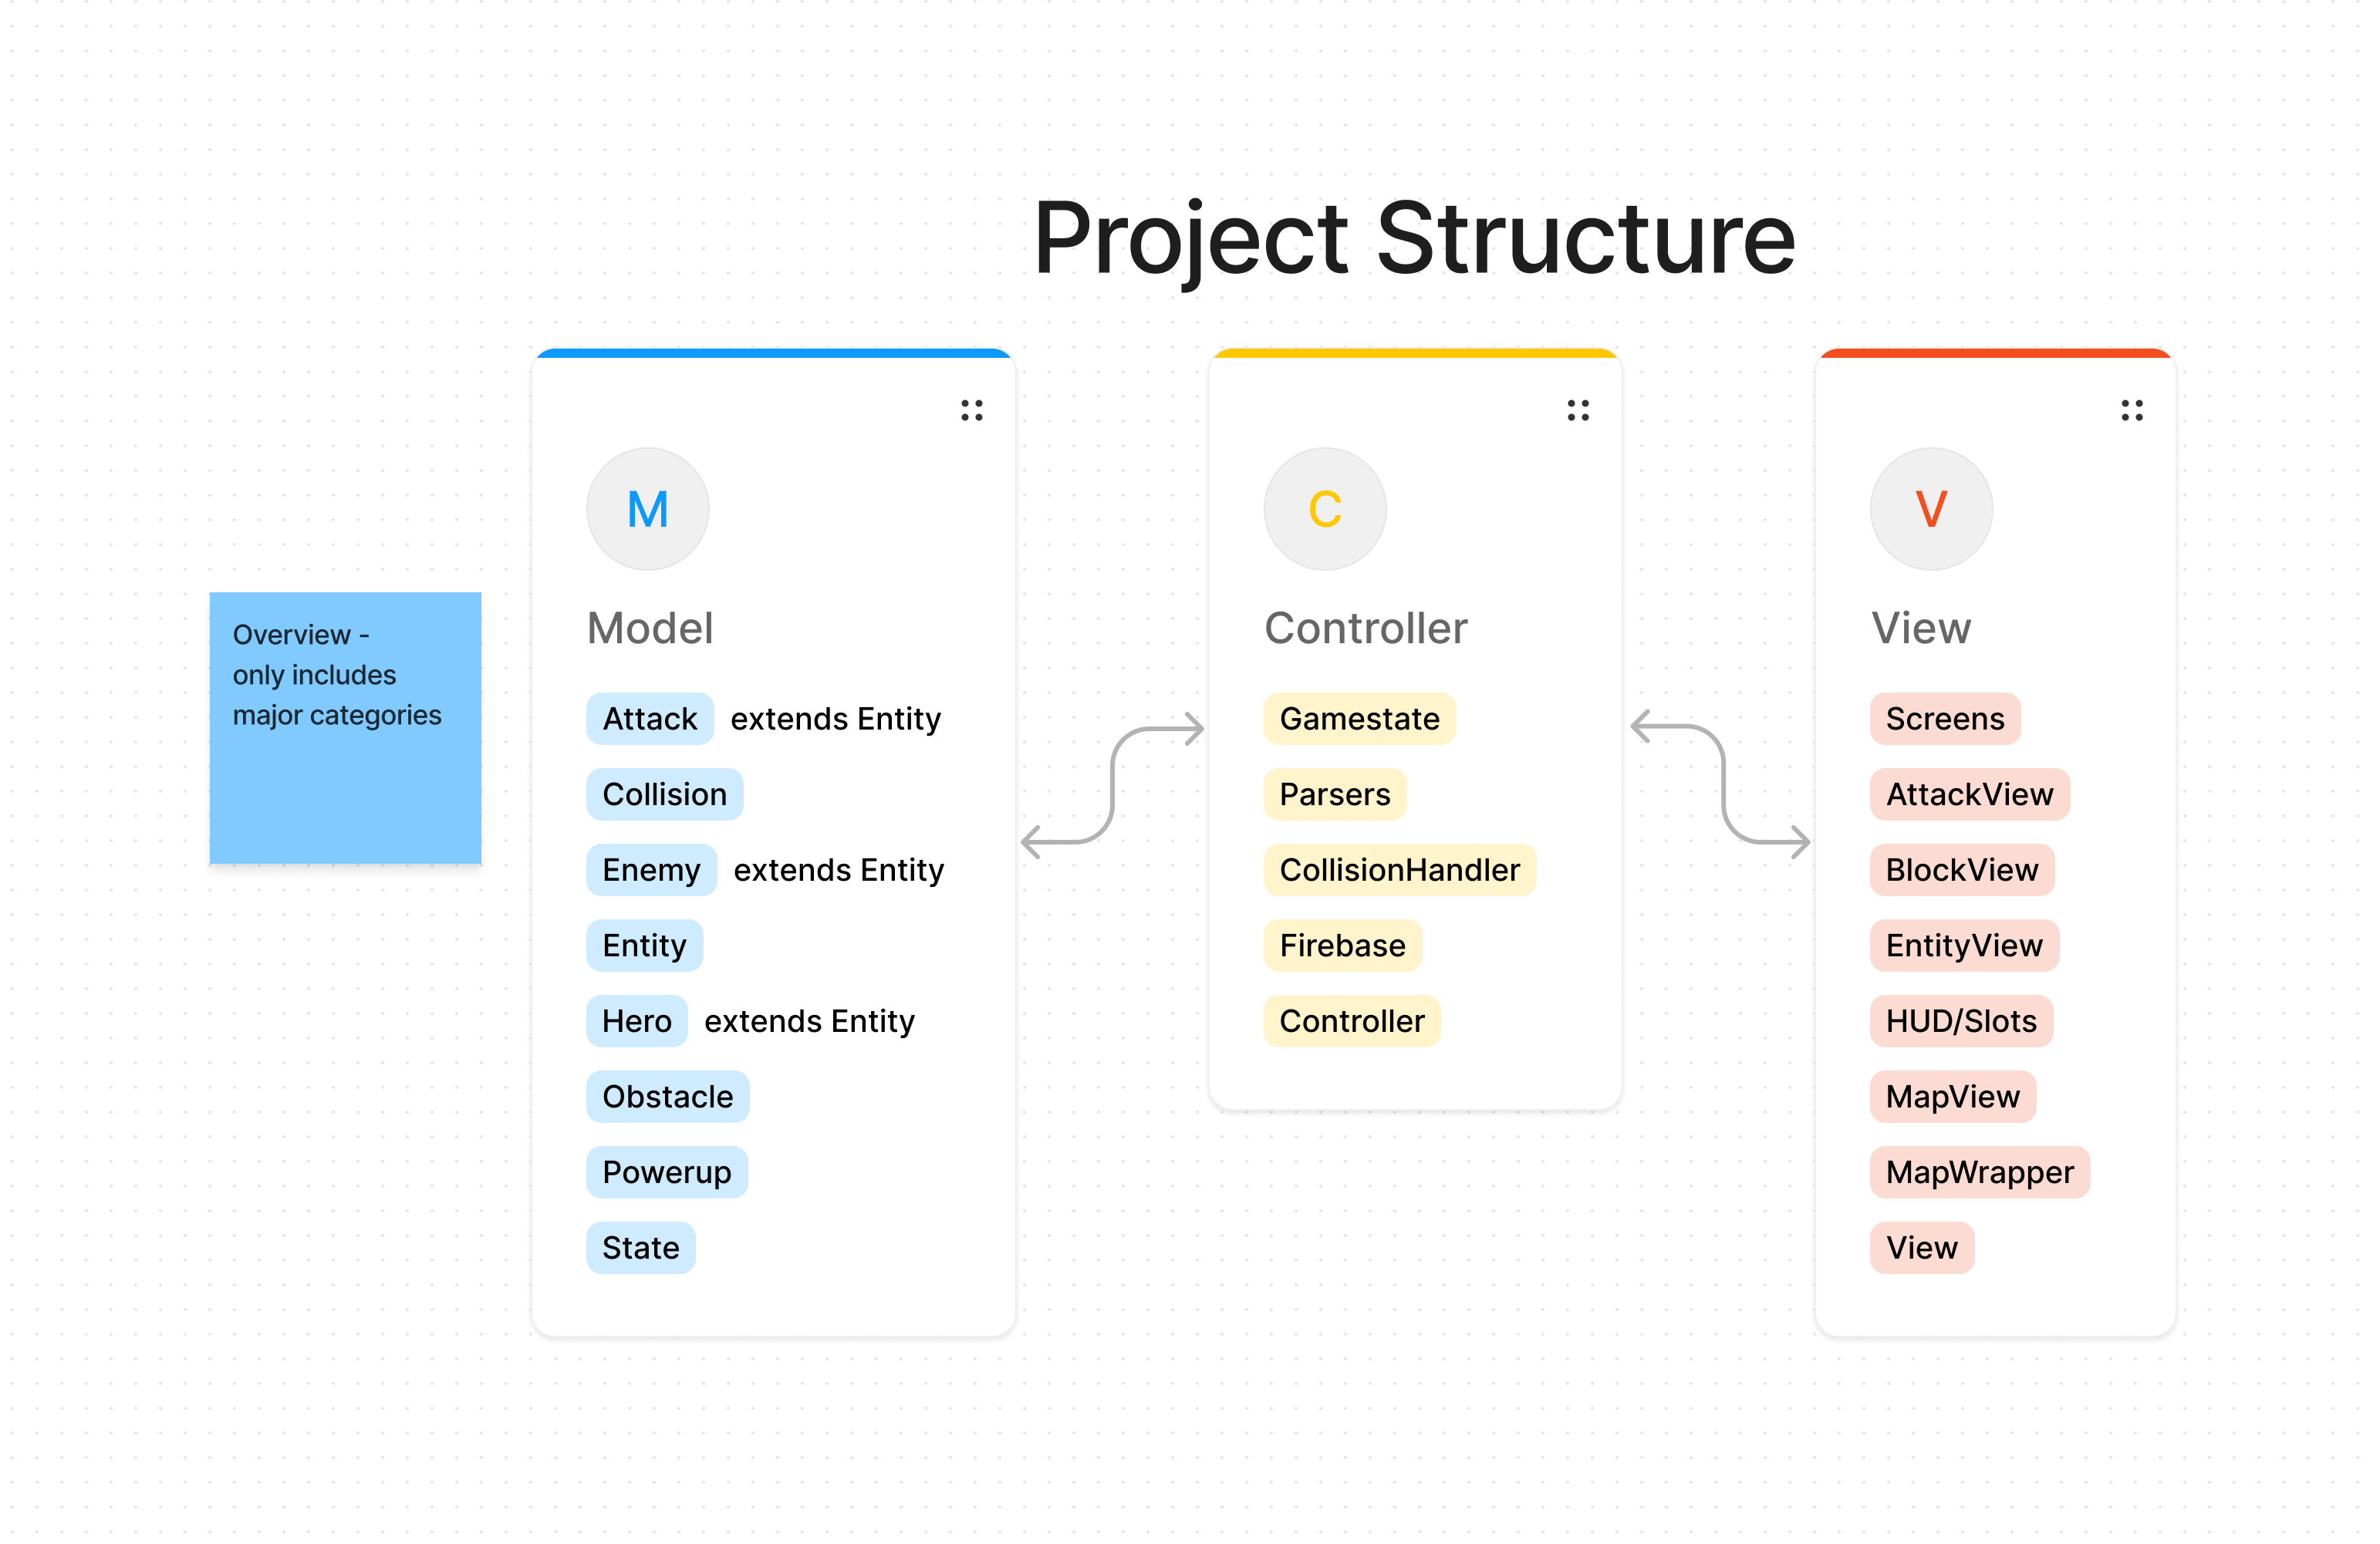 Project Structure
Overview -
only includes
major categories
M
Model
Attack extends Entity
Collision
Enemy extends Entity
Entity
Hero extends Entity
Obstacle
Powerup
State
C
Controller
Gamestate
Parsers
CollisionHandler
Firebase
Controller
V
View
Screens
AttackView
BlockView
EntityView
HUD/Slots
MapView
MapWrapper
View